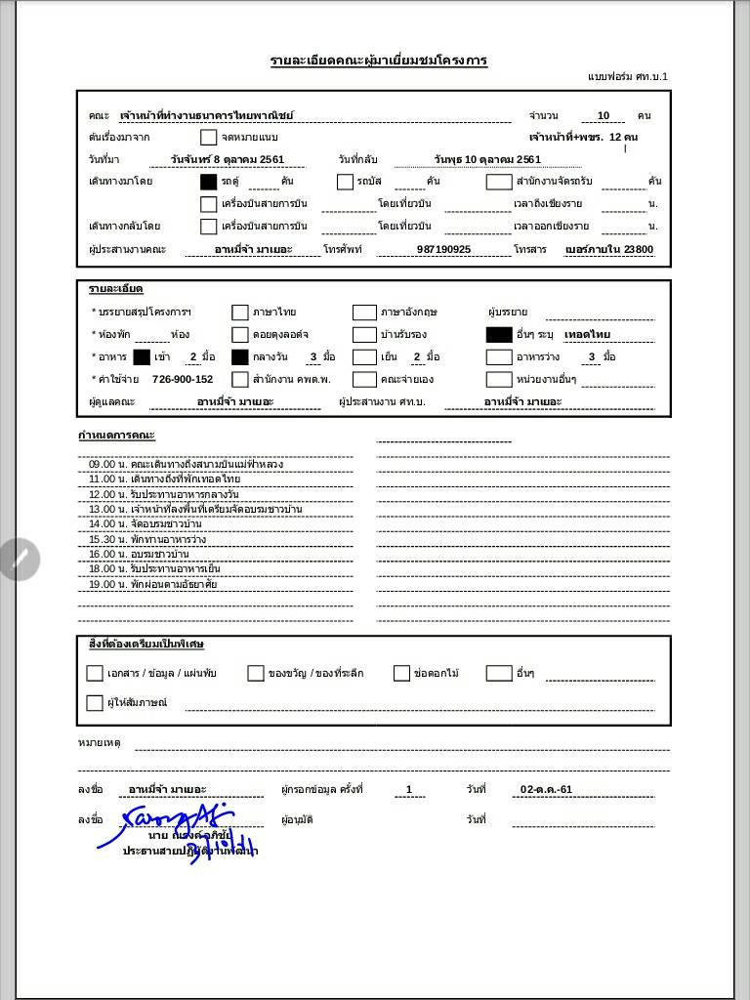 รายละเอียดคณะผู้มาเยี่ยมชมโครงการ
แบบฟอร์ม ศท.บ.1
คณะ เจ้าหน้าที่ทำงานธนาคารไทยพาณิชย์ จำนวน 10 คน
ต้นเรื่องมาจาก จดหมายแนบ เจ้าหน้าที่+พขร. 12 คน
วันที่มา วันจันทร์ 8 ตุลาคม 2561 วันที่กลับ วันพุธ 10 ตุลาคม 2561
เดินทางมาโดย รถตู้ คัน รถบัส คัน สำนักงานจัดรถรับ คัน
เครื่องบินสายการบิน โดยเที่ยวบิน เวลาถึงเชียงราย น.
เดินทางกลับโดย เครื่องบินสายการบิน โดยเที่ยวบิน เวลาออกเชียงราย น.
ผู้ประสานงานคณะ อาหมี่จ้า มาเยอะ โทรศัพท์ 987190925 โทรสาร เบอร์ภายใน 23800
รายละเอียด
* บรรยายสรุปโครงการฯ ภาษาไทย ภาษาอังกฤษ ผู้บรรยาย
* ห้องพัก ห้อง ดอยตุงลอดจ์ บ้านรับรอง อื่นๆ ระบุ เทอดไทย
* อาหาร เช้า 2 มื้อ กลางวัน 3 มื้อ เย็น 2 มื้อ อาหารว่าง 3 มื้อ
* ค่าใช้จ่าย 726-900-152 สำนักงาน คพต.พ. คณะจ่ายเอง หน่วยงานอื่นๆ
ผู้ดูแลคณะ อาหมี่จ้า มาเยอะ ผู้ประสานงาน ศท.บ. อาหมี่จ้า มาเยอะ
กำหนดการคณะ
09.00 น. คณะเดินทางถึงสนามบินแม่ฟ้าหลวง
11.00 น. เดินทางถึงที่พักเทอดไทย
12.00 น. รับประทานอาหารกลางวัน
13.00 น. เจ้าหน้าที่ลงพื้นที่เตรียมจัดอบรมชาวบ้าน
14.00 น. จัดอบรมชาวบ้าน
15.30 น. พักทานอาหารว่าง
16.00 น. อบรมชาวบ้าน
18.00 น. รับประทานอาหารเย็น
19.00 น. พักผ่อนตามอัธยาศัย
สิ่งที่ต้องเตรียมเป็นพิเศษ
เอกสาร / ข้อมูล / แผ่นพับ ของขวัญ / ของที่ระลึก ช่อดอกไม้ อื่นๆ
ผู้ให้สัมภาษณ์
หมายเหตุ
ลงชื่อ อาหมี่จ้า มาเยอะ ผู้กรอกข้อมูล ครั้งที่ 1 วันที่ 02-ต.ค.-61
ลงชื่อ ผู้อนุมัติ วันที่
นาย ณรงค์ อภิชัย
ประธานสายปฏิบัติงานพัฒนา